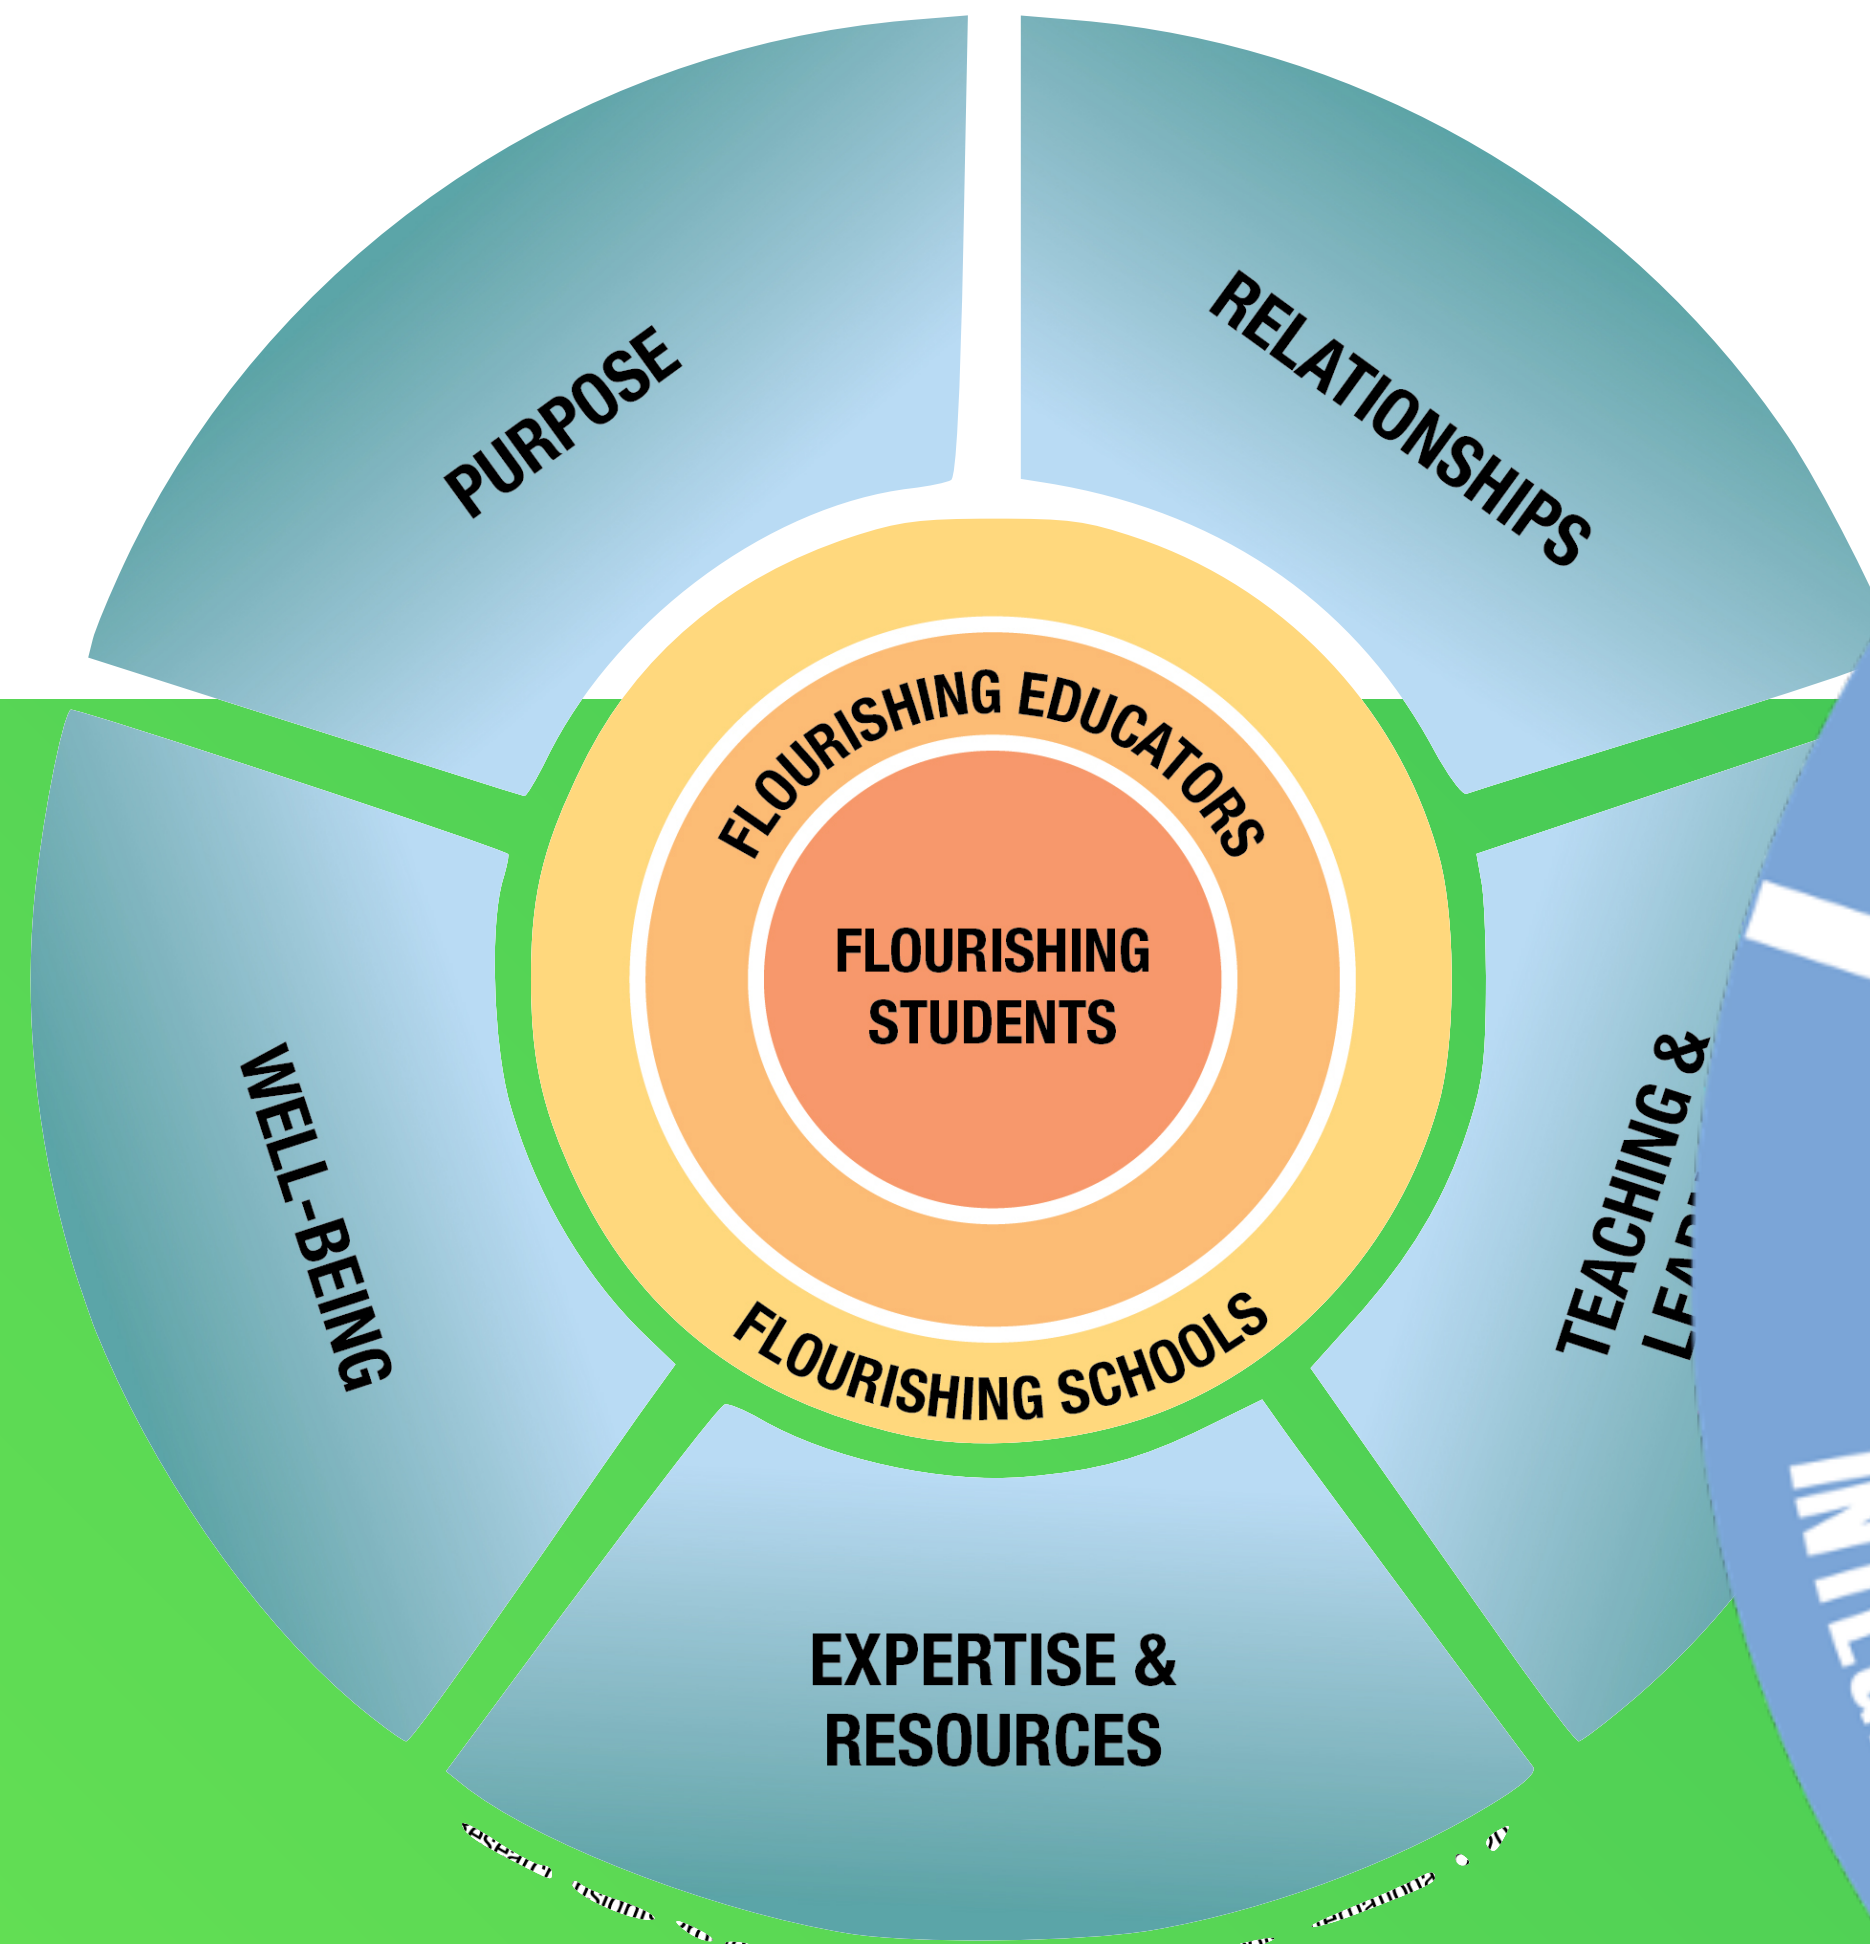 PURPOSE
RELATIONSHIPS
FLOURISHING EDUCATORS
FLOURISHING
STUDENTS
WELL-BEING
TEACHING &
FLOURISHING SCHOOLS
EXPERTISE &
RESOURCES